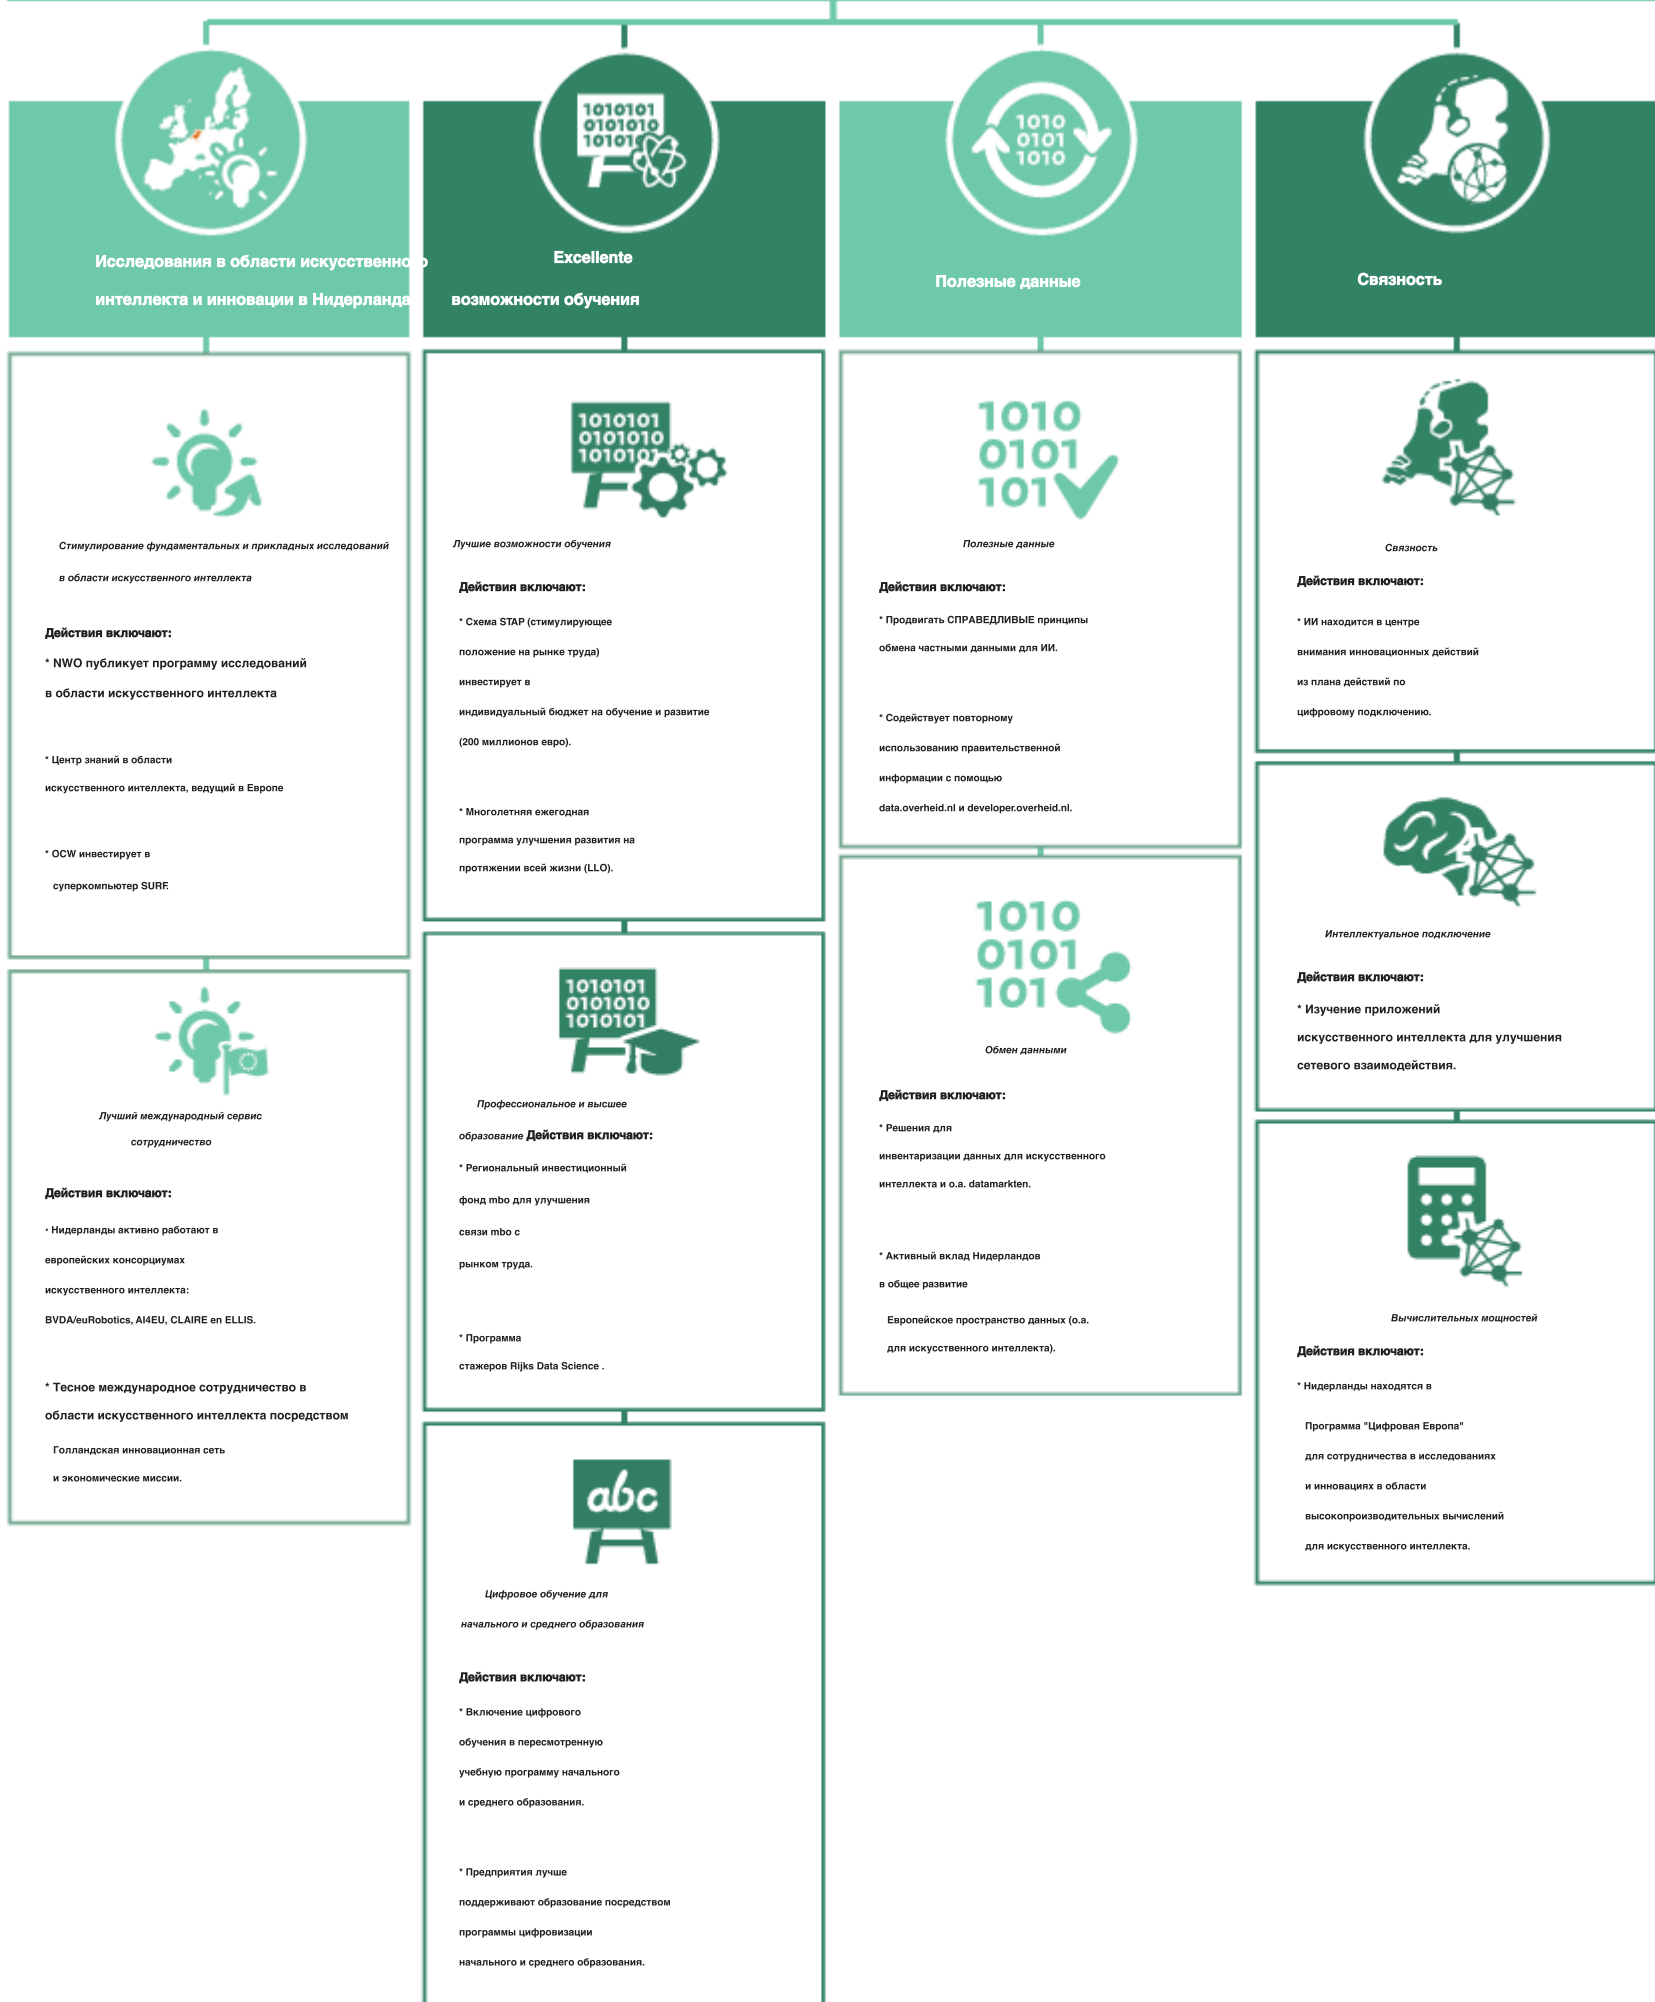 1010101
0101010
10101
1010
0101
1010
Исследования в области искусственного
интеллекта и инновации в Нидерланда
Стимулирование фундаментальных и прикладных исследований
в области искусственного интеллекта
Действия включают:
* NWO публикует программу исследований
в области искусственного интеллекта
* Центр знаний в области
искусственного интеллекта, ведущий в Европе
* OCW инвестирует в
суперкомпьютер SURF.
Лучший международный сервис
сотрудничество
Действия включают:
· Нидерланды активно работают в
европейских консорциумах
искусственного интеллекта:
BVDA/euRobotics, AI4EU, CLAIRE en ELLIS.
* Тесное международное сотрудничество в
области искусственного интеллекта посредством
Голландская инновационная сеть
и экономические миссии.
Excellente
возможности обучения
1010101
0101010
1010101
Лучшие возможности обучения
Действия включают:
* Схема STAP (стимулирующее
положение на рынке труда)
инвестирует в
индивидуальный бюджет на обучение и развитие
(200 миллионов евро).
* Многолетняя ежегодная
программа улучшения развития на
протяжении всей жизни (LLO).
1010101
0101010
1010101
Профессиональное и высшее
образование Действия включают:
* Региональный инвестиционный
фонд mbo для улучшения
связи mbo с
рынком труда.
* Программа
стажеров Rijks Data Science .
abc
Цифровое обучение для
начального и среднего образования
Действия включают:
* Включение цифрового
обучения в пересмотренную
учебную программу начального
и среднего образования.
* Предприятия лучше
поддерживают образование посредством
программы цифровизации
начального и среднего образования.
Полезные данные
1010
0101
101
Полезные данные
Действия включают:
* Продвигать СПРАВЕДЛИВЫЕ принципы
обмена частными данными для ИИ.
* Содействует повторному
использованию правительственной
информации с помощью
data.overheid.nl и developer.overheid.nl.
1010
0101
101
Обмен данными
Действия включают:
* Решения для
инвентаризации данных для искусственного
интеллекта и o.a. datamarkten.
* Активный вклад Нидерландов
в общее развитие
Европейское пространство данных (o.a.
для искусственного интеллекта).
Связность
Связность
Действия включают:
* ИИ находится в центре
внимания инновационных действий
из плана действий по
цифровому подключению.
Интеллектуальное подключение
Действия включают:
* Изучение приложений
искусственного интеллекта для улучшения
сетевого взаимодействия.
Вычислительных мощностей
Действия включают:
* Нидерланды находятся в
Программа "Цифровая Европа"
для сотрудничества в исследованиях
и инновациях в области
высокопроизводительных вычислений
для искусственного интеллекта.